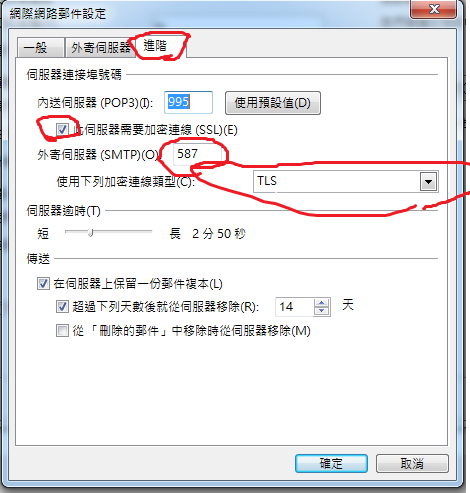 網際網路郵件設定
一般 外寄伺服器 進階
伺服器連接埠號碼
內送伺服器 (POP3)(I): 995 使用預設值(D)
此伺服器需要加密連線 (SSL)(E)
外寄伺服器 (SMTP)(O) 587
使用下列加密連線類型(C): TLS
伺服器逾時(T)
短 長 2 分 50 秒
傳送
在伺服器上保留一份郵件複本(L)
超過下列天數後就從伺服器移除(R): 14 天
從「刪除的郵件」中移除時從伺服器移除(M)
確定 取消